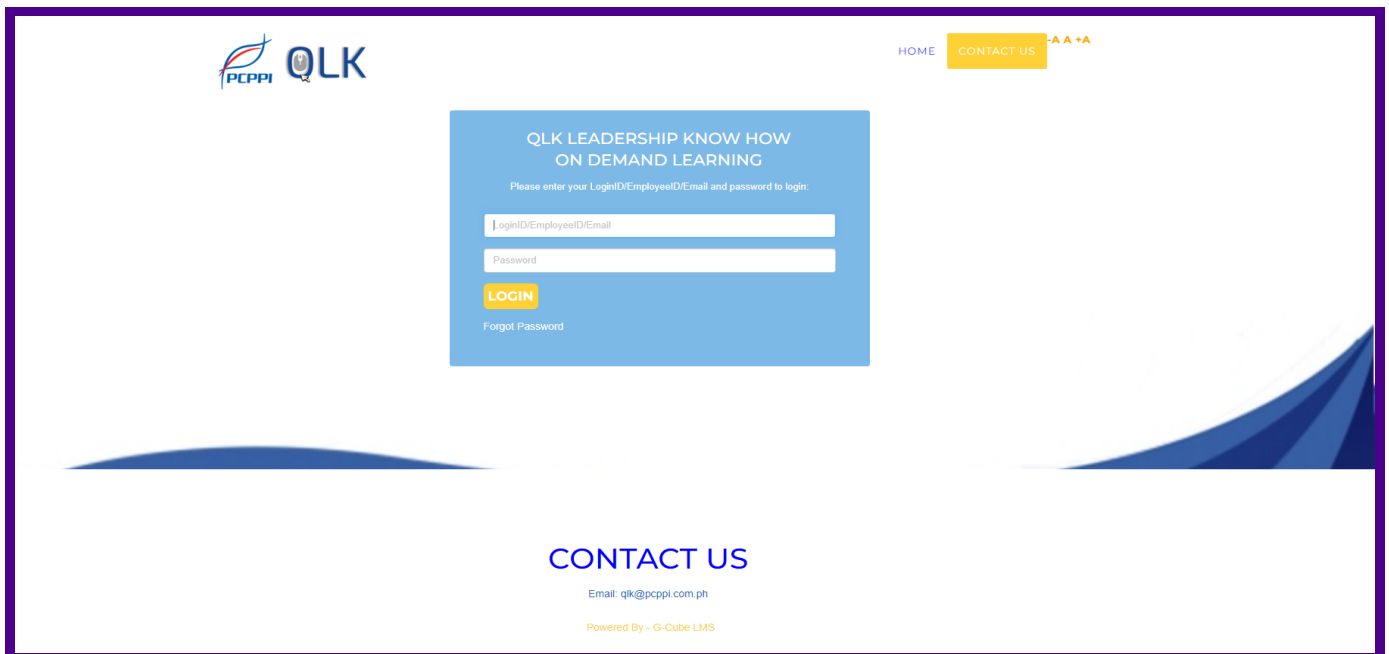 PCPPI QLK
HOME CONTACT US -A A +A
QLK LEADERSHIP KNOW HOW
ON DEMAND LEARNING
Please enter your LoginID/EmployeeID/Email and password to login:
LoginID/EmployeeID/Email
Password
LOGIN
Forgot Password
CONTACT US
Email: qlk@pcppi.com.ph
Powered By - G-Cube LMS